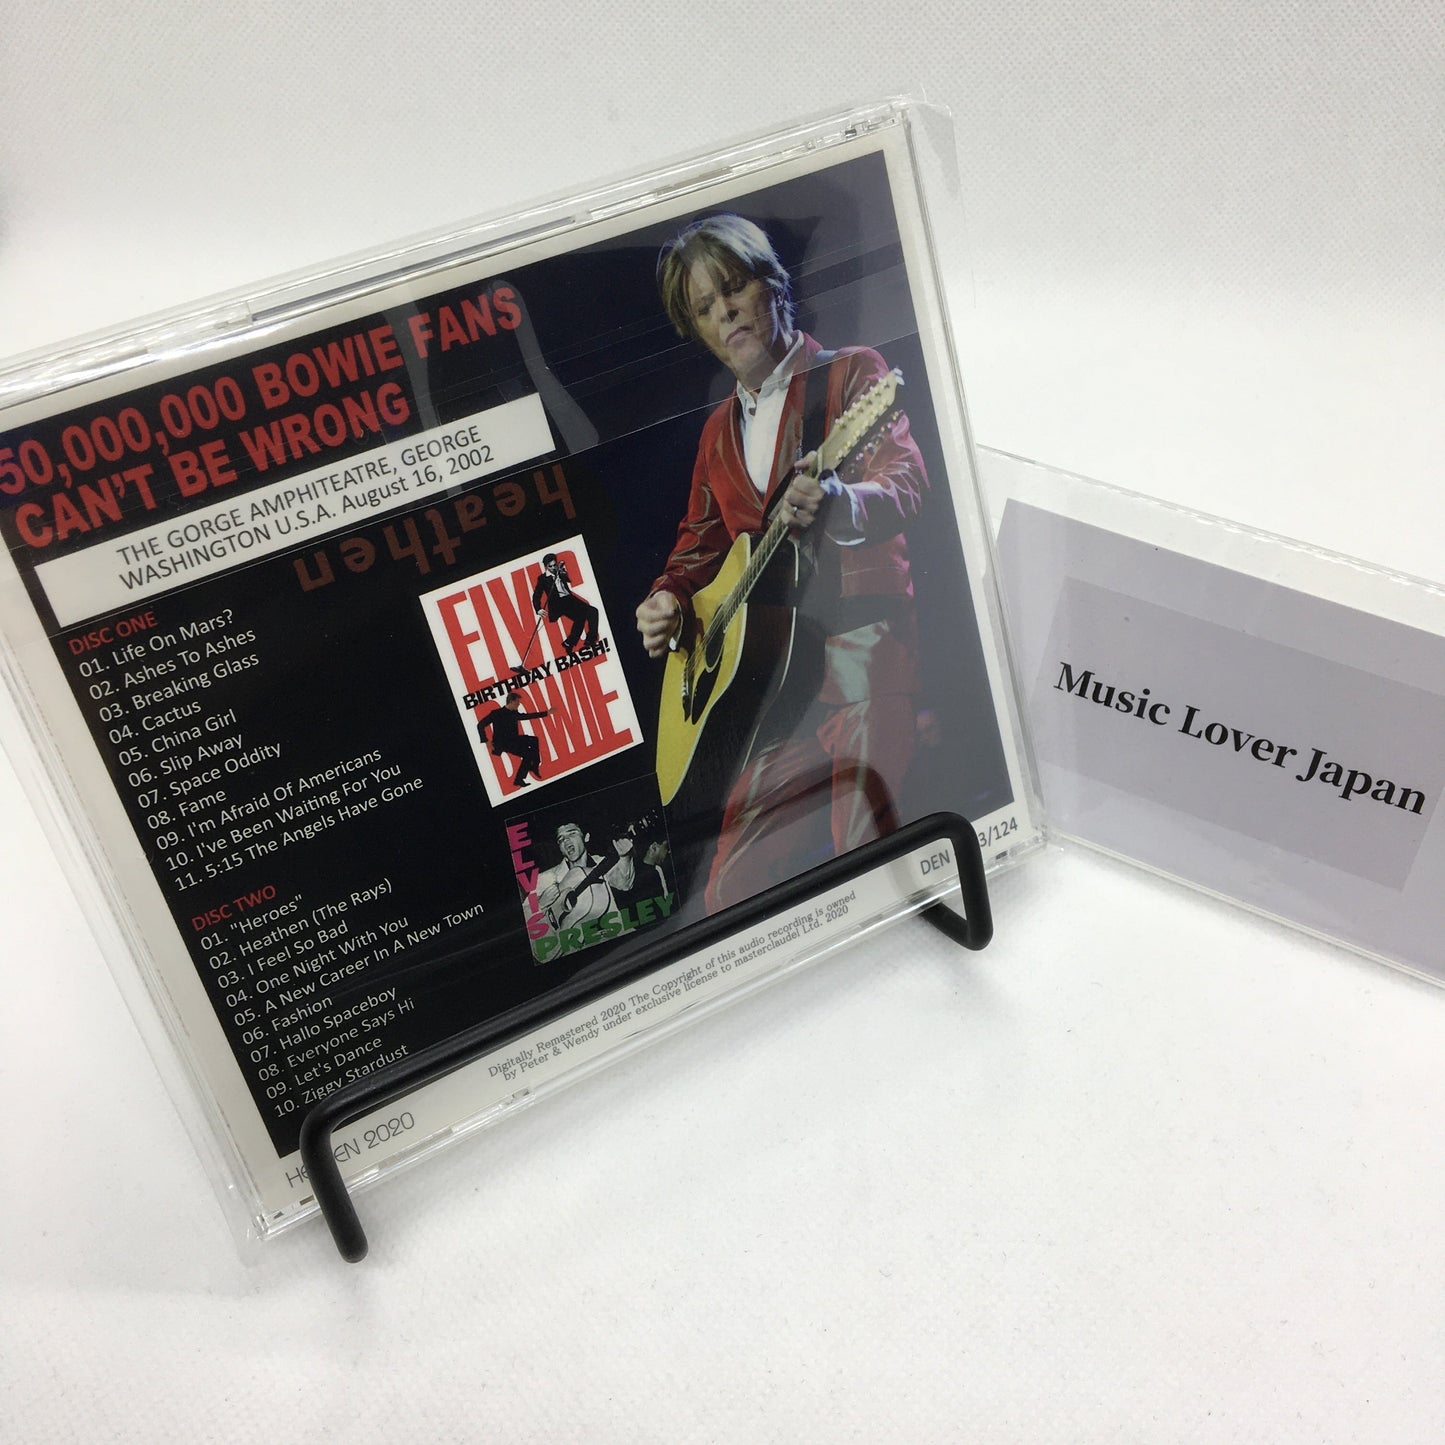 50,000,000 BOWIE FANS
CAN'T BE WRONG
THE GORGE AMPHITEATRE, GEORGE
WASHINGTON U.S.A. August 16, 2002
heathen
DISC ONE
01. Life On Mars?
02. Ashes To Ashes
03. Breaking Glass
04. Cactus
05. China Girl
06. Slip Away
07. Space Oddity
08. Fame
09. I'm Afraid Of Americans
10. I've Been Waiting For You
11. 5:15 The Angels Have Gone
DISC TWO
01. "Heroes"
02. Heathen (The Rays)
03. I Feel So Bad
04. One Night With You
05. A New Career In A New Town
06. Fashion
07. Hallo Spaceboy
08. Everyone Says Hi
09. Let's Dance
10. Ziggy Stardust
ELVIS
BIRTHDAY BASH!
BOWIE
ELVIS
PRESLEY
DEN 3/124
Digitally Remastered 2020 The Copyright of this audio recording is owned
by Peter & Wendy under exclusive license to masterclaudel Ltd. 2020
2020
Music Lover Japan